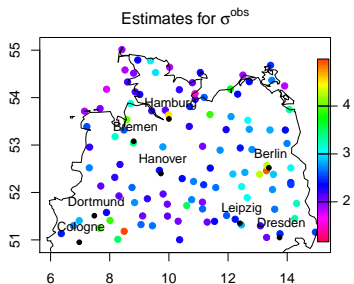 Estimates for σ^obs
55
54
53
52
51
6
8
10
12
14
Hamburg
Bremen
Hanover
Berlin
Dortmund
Cologne
Leipzig
Dresden
4
3
2